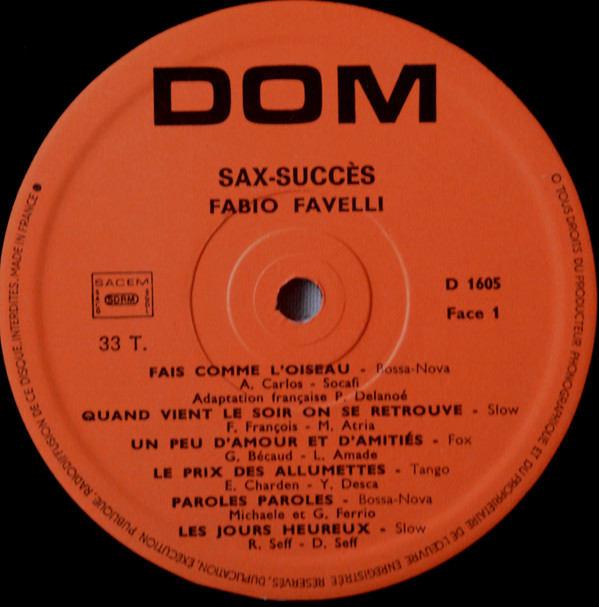 DOM
SAX-SUCCÈS
FABIO FAVELLI
SACEM
SDRM
D 1605
Face 1
33 T.
FAIS COMME L'OISEAU - Bossa-Nova
A. Carlos - Socafi
Adaptation française P. Delanoé
QUAND VIENT LE SOIR ON SE RETROUVE - Slow
F. François - M. Atria
UN PEU D'AMOUR ET D'AMITIÉS - Fox
G. Bécaud - L. Amade
LE PRIX DES ALLUMETTES - Tango
E. Charden - Y. Desca
PAROLES PAROLES - Bossa-Nova
Michaele et G. Ferrio
LES JOURS HEUREUX - Slow
R. Seff - D. Seff
© TOUS DROITS DU PRODUCTEUR PHONOGRAPHIQUE ET DU PROPRIÉTAIRE DE L'ŒUVRE ENREGISTRÉE RÉSERVÉS, DUPLICATION, EXÉCUTION PUBLIQUE, RADIODIFFUSION DE CE DISQUE, INTERDITES, MADE IN FRANCE